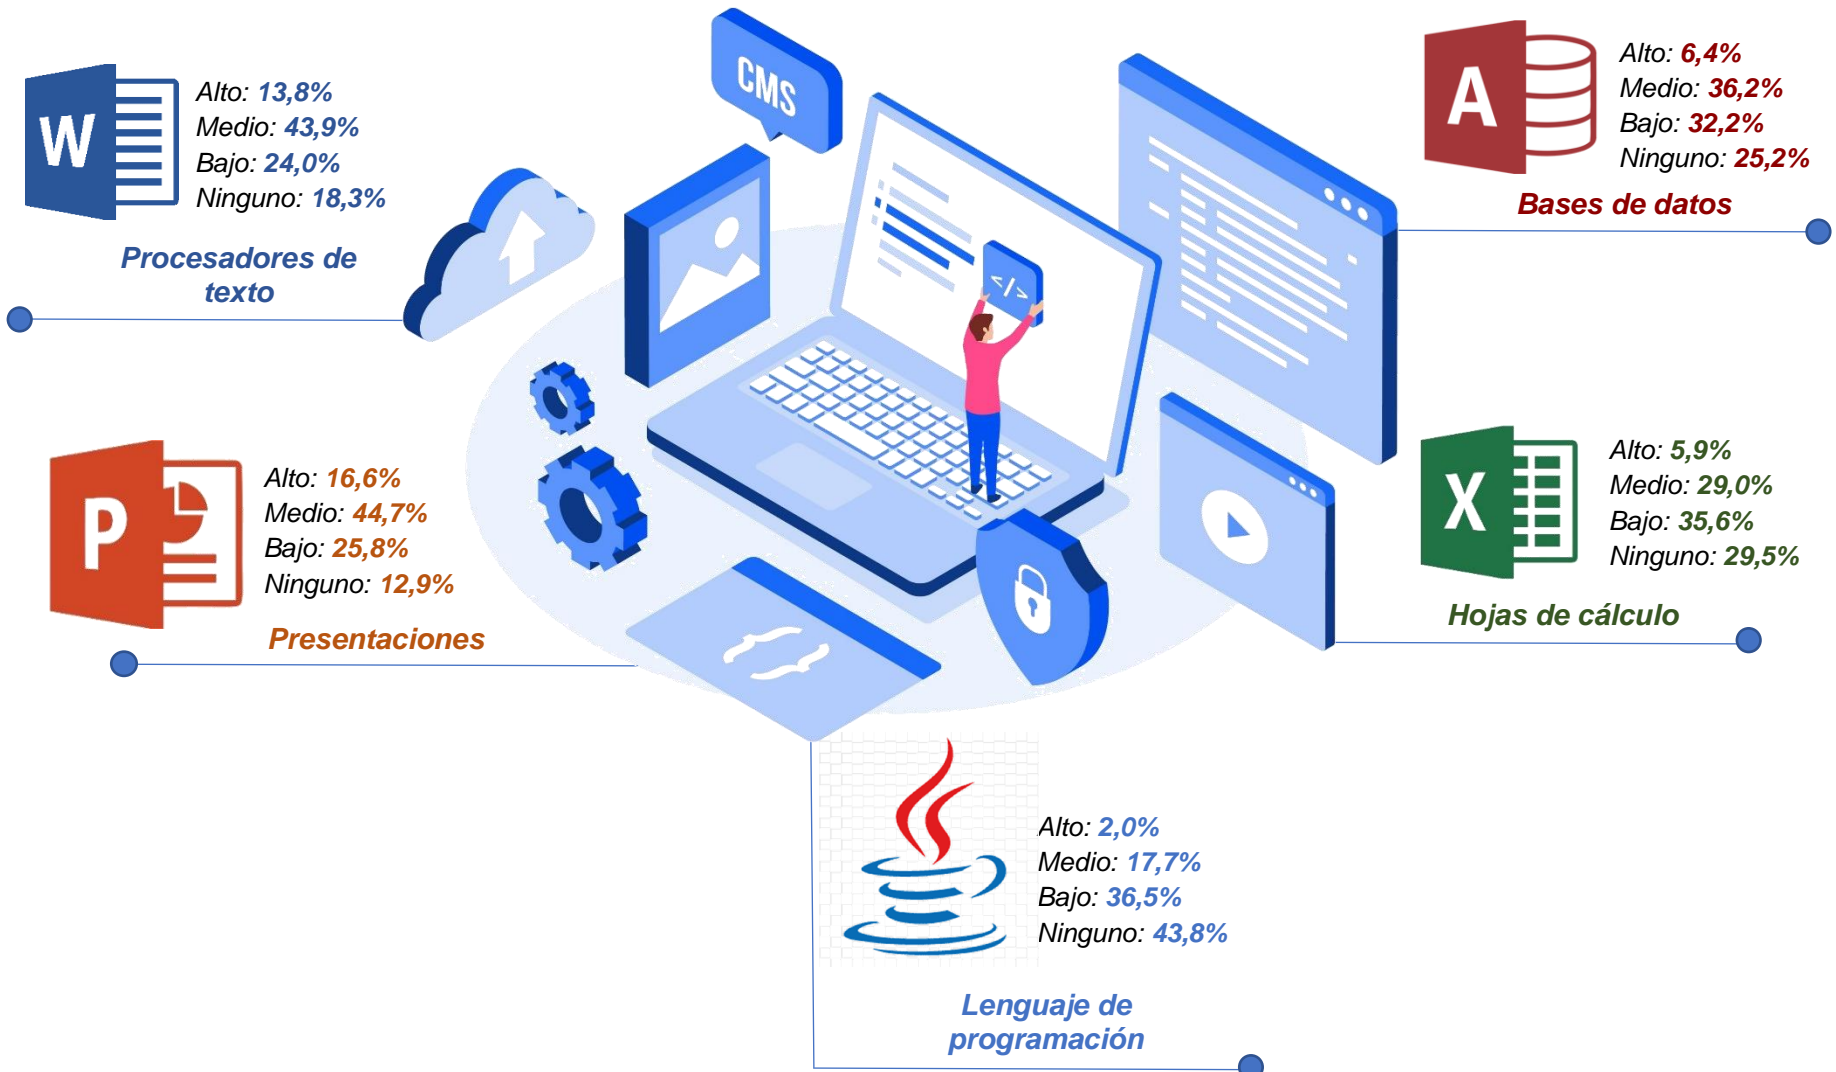 W
Alto: 13,8%
Medio: 43,9%
Bajo: 24,0%
Ninguno: 18,3%
Procesadores de
texto
CMS
</>
A
Alto: 6,4%
Medio: 36,2%
Bajo: 32,2%
Ninguno: 25,2%
Bases de datos
P
Alto: 16,6%
Medio: 44,7%
Bajo: 25,8%
Ninguno: 12,9%
Presentaciones
{ }
X
Alto: 5,9%
Medio: 29,0%
Bajo: 35,6%
Ninguno: 29,5%
Hojas de cálculo
Alto: 2,0%
Medio: 17,7%
Bajo: 36,5%
Ninguno: 43,8%
Lenguaje de
programación